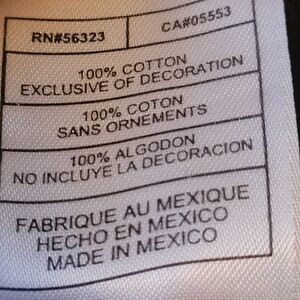 RN#56323 CA#05553
100% COTTON
EXCLUSIVE OF DECORATION
100% COTON
SANS ORNEMENTS
100% ALGODON
NO INCLUYE LA DECORACION
FABRIQUE AU MEXIQUE
HECHO EN MEXICO
MADE IN MEXICO